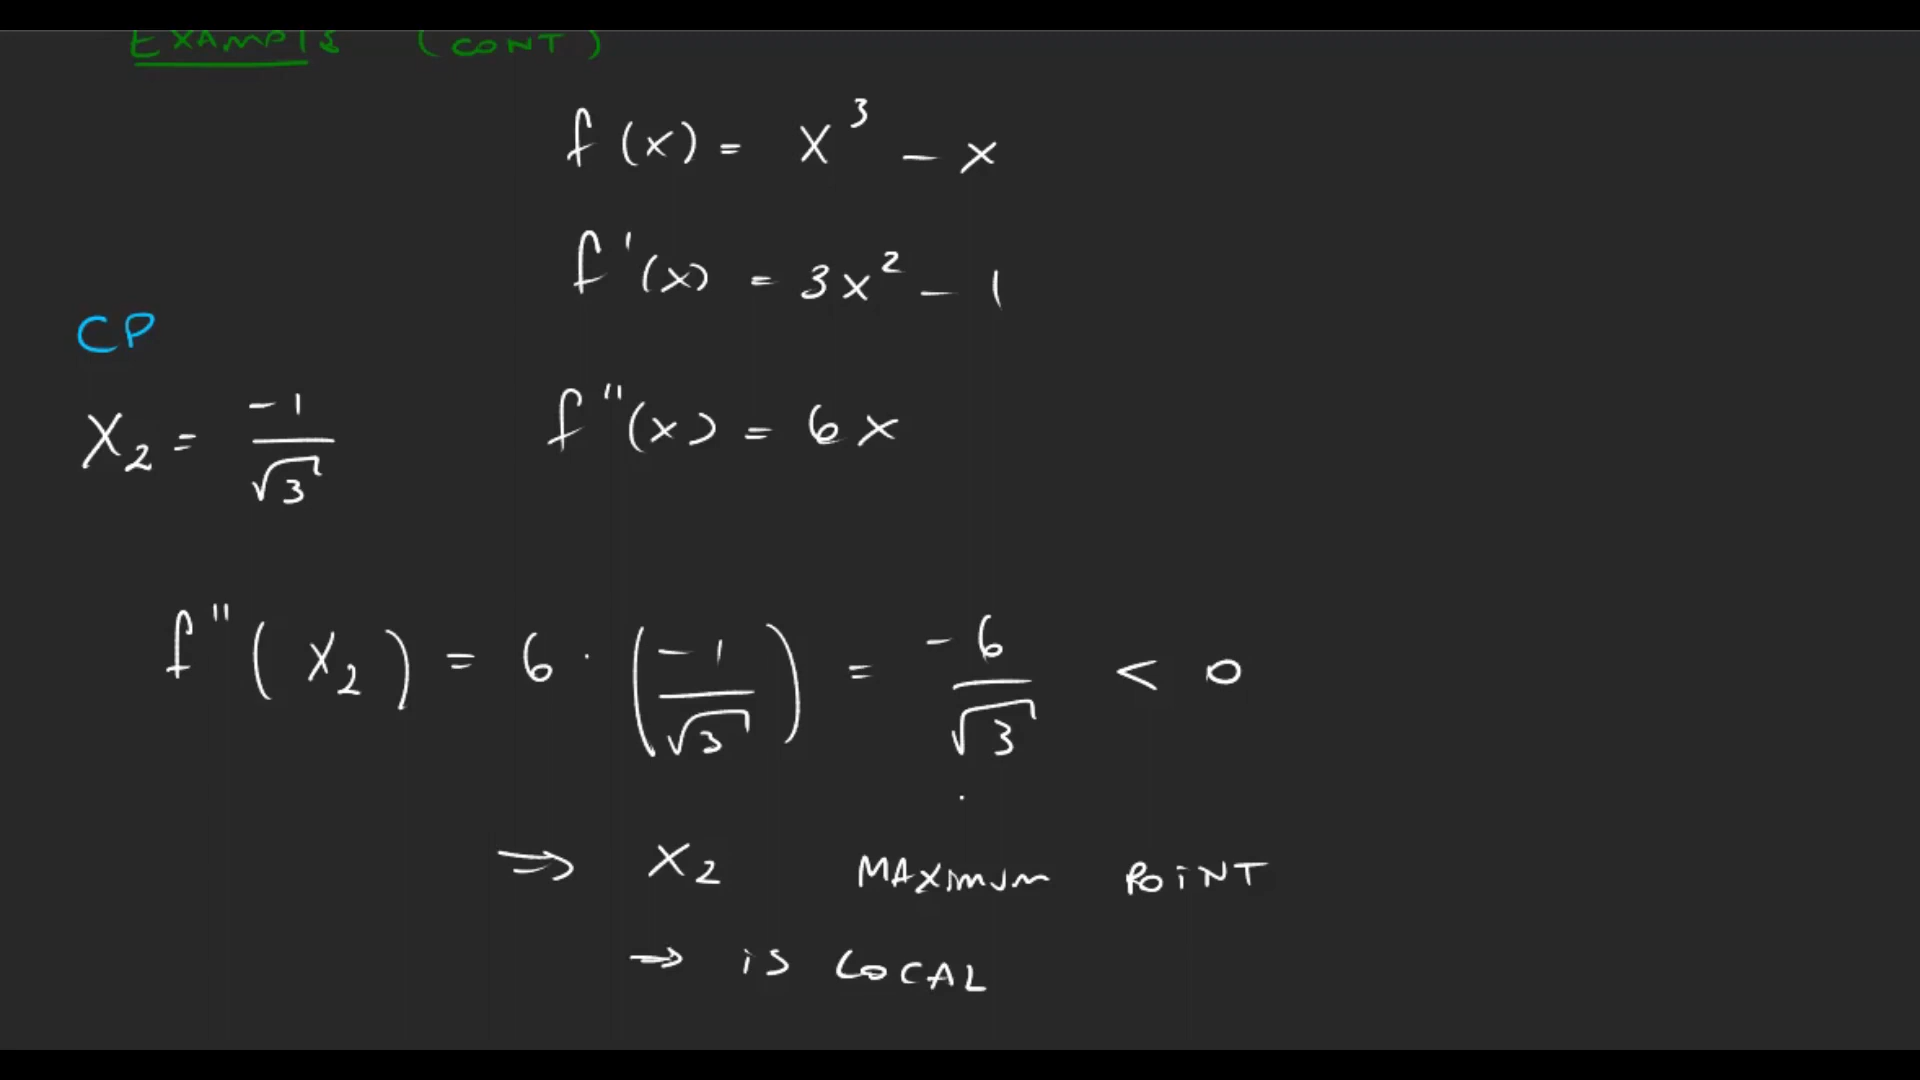 EXAMPLE (CONT)
f(x) = x³ - x
f'(x) = 3x² - 1
CP
x₂ = -1/√3
f''(x) = 6x
f''(x₂) = 6 · (-1/√3) = -6/√3 < 0
⇒ x₂ MAXIMUM POINT
→ is LOCAL